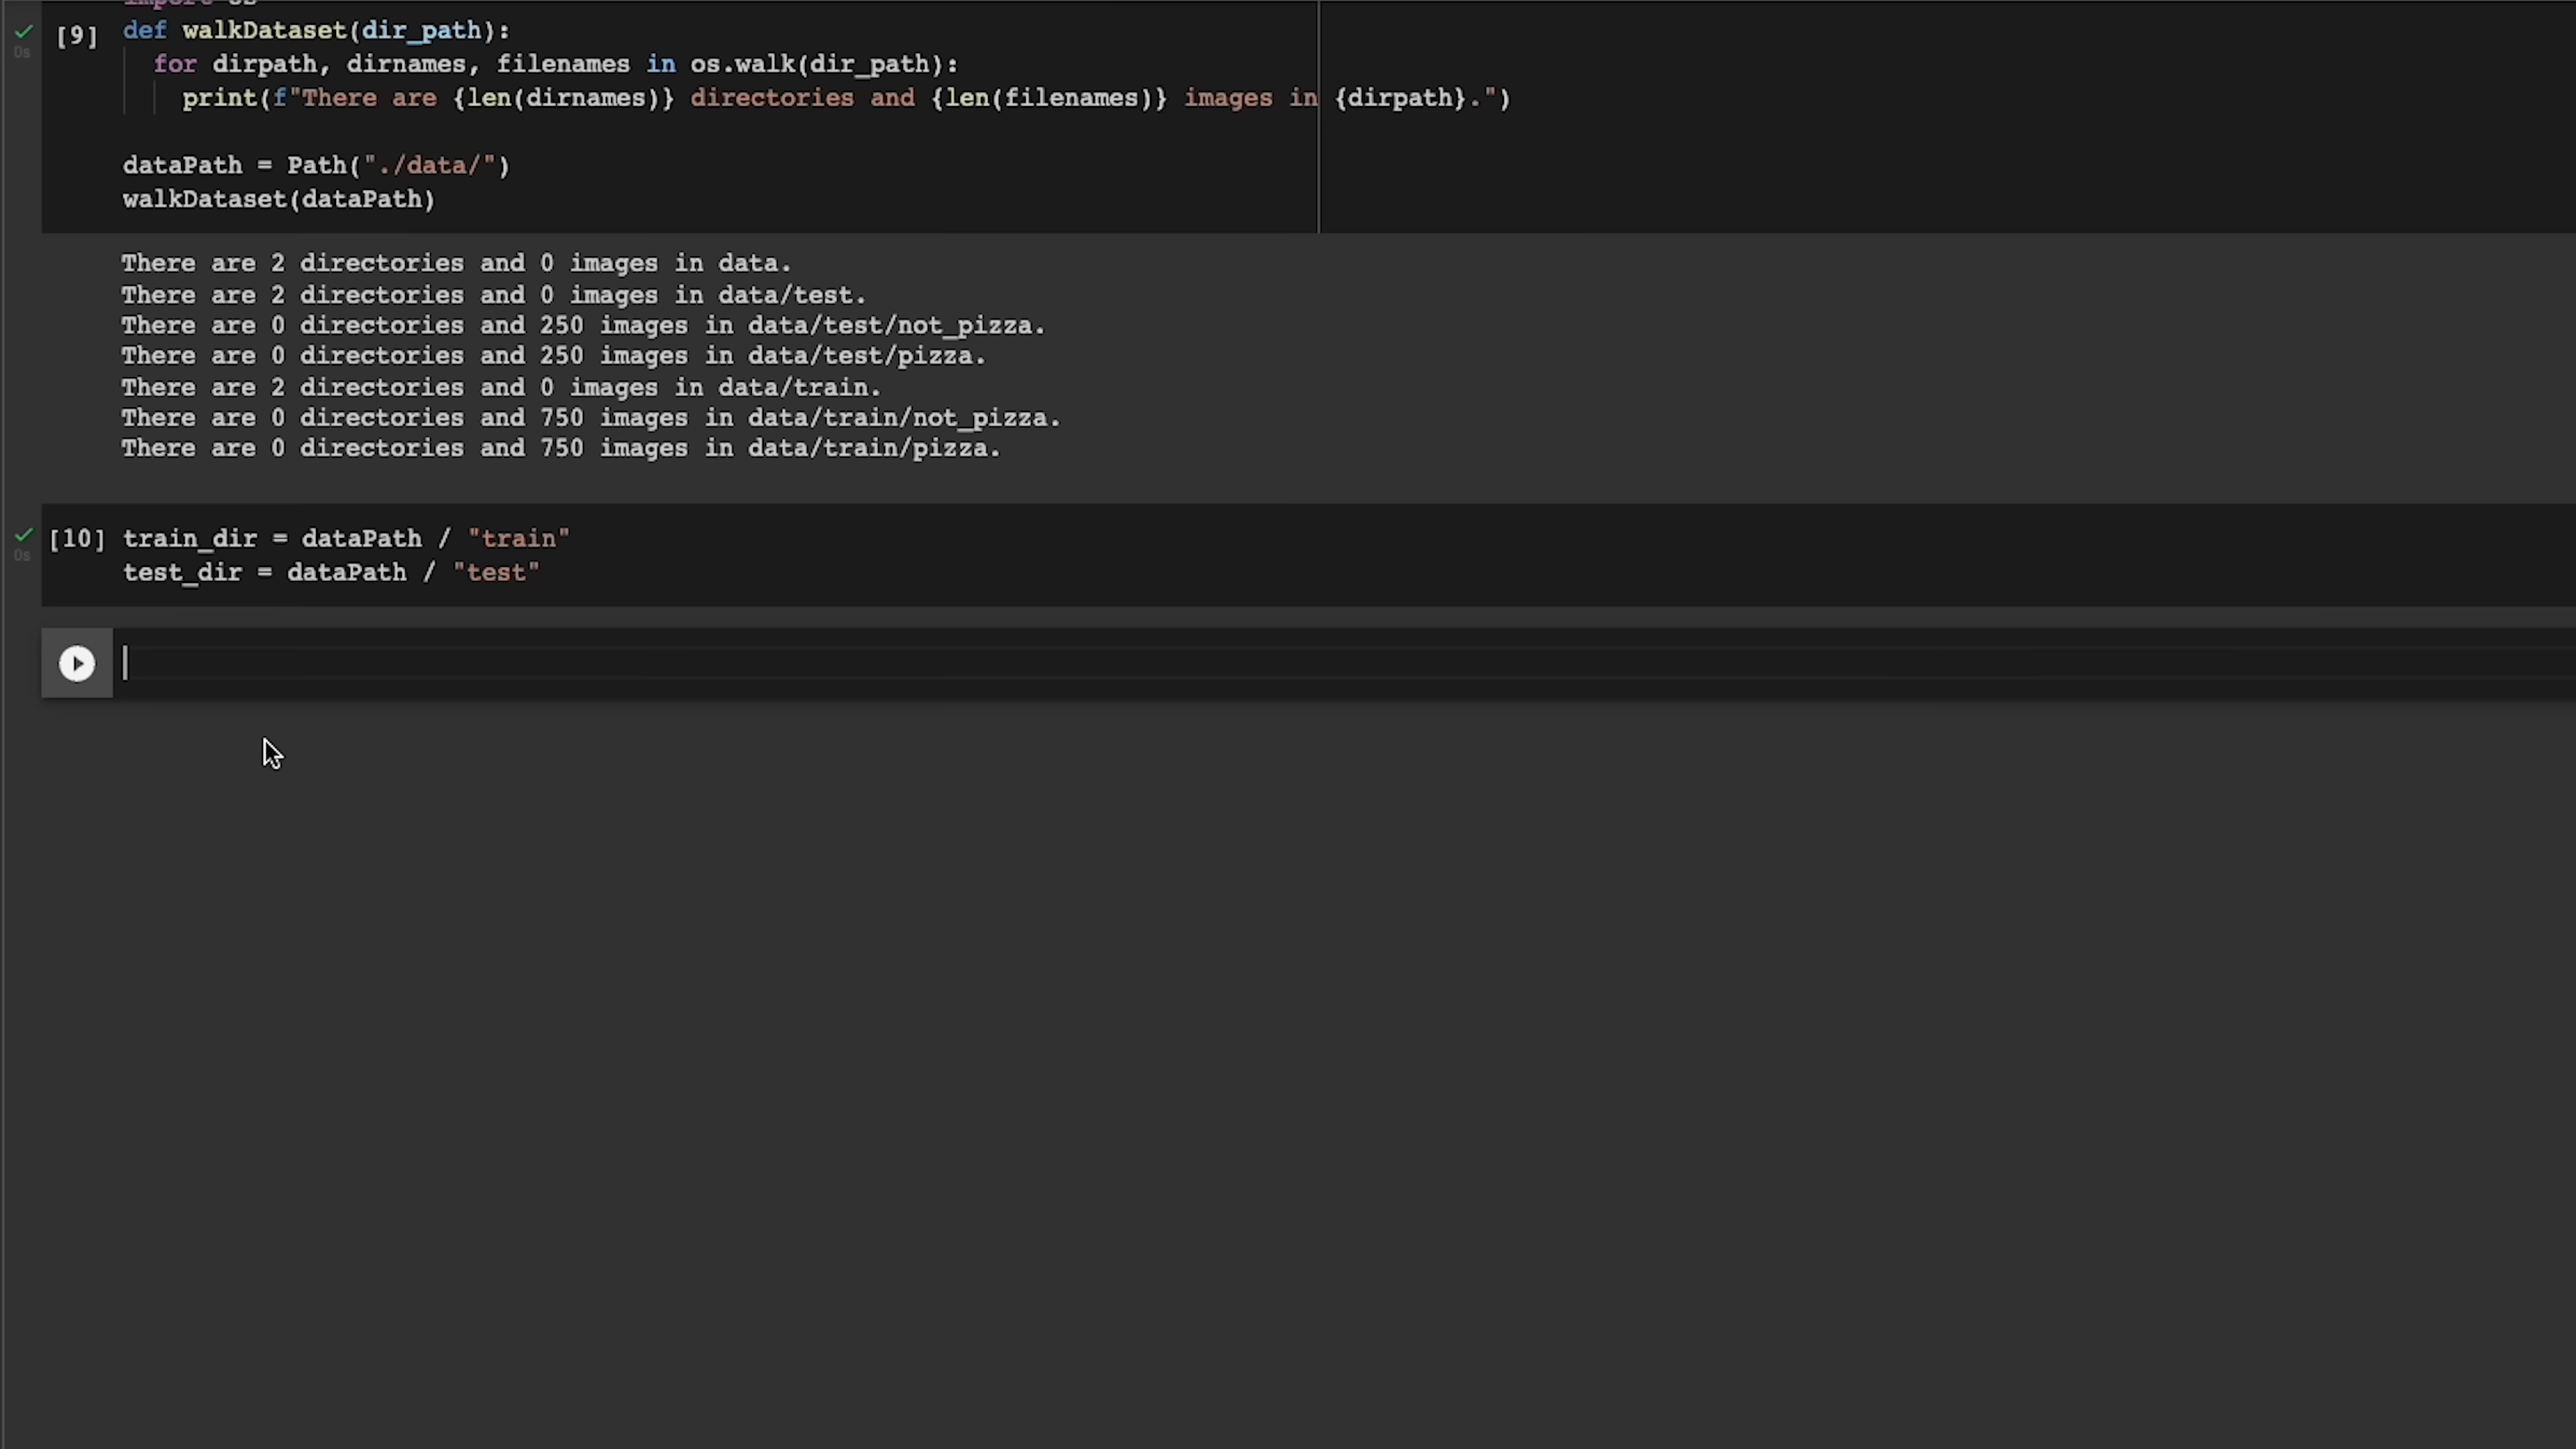 import os
[9] def walkDataset(dir_path):
for dirpath, dirnames, filenames in os.walk(dir_path):
print(f"There are {len(dirnames)} directories and {len(filenames)} images in {dirpath}.")
0s
dataPath = Path("./data/")
walkDataset(dataPath)
There are 2 directories and 0 images in data.
There are 2 directories and 0 images in data/test.
There are 0 directories and 250 images in data/test/not_pizza.
There are 0 directories and 250 images in data/test/pizza.
There are 2 directories and 0 images in data/train.
There are 0 directories and 750 images in data/train/not_pizza.
There are 0 directories and 750 images in data/train/pizza.
[10] train_dir = dataPath / "train"
0s
test_dir = dataPath / "test"